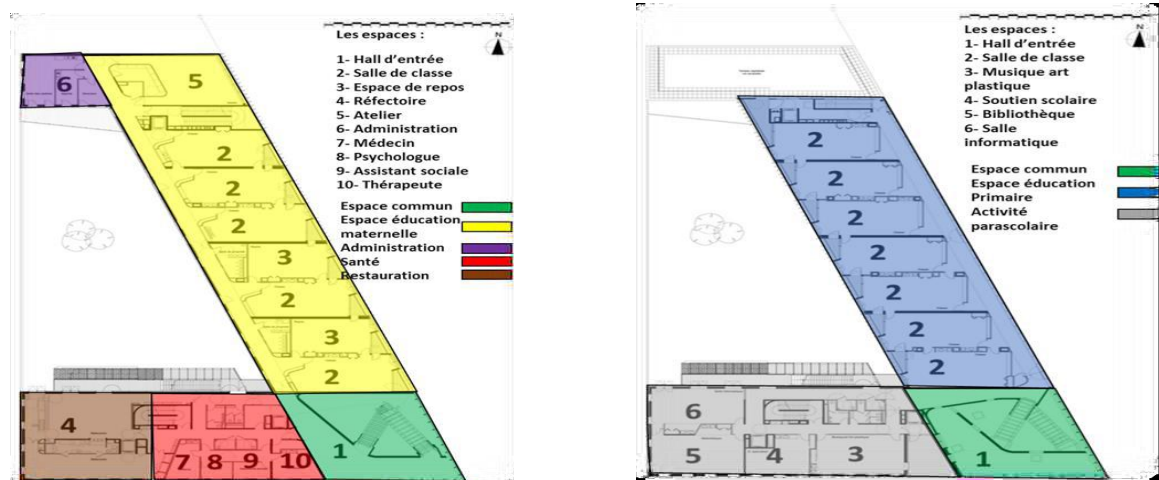 Les espaces :
1- Hall d'entrée
2- Salle de classe
3- Espace de repos
4- Réfectoire
5- Atelier
6- Administration
7- Médecin
8- Psychologue
9- Assistant sociale
10- Thérapeute
Espace commun
Espace éducation
maternelle
Administration
Santé
Restauration
N
6
5
2
2
2
3
2
3
2
4
7
8
9
10
1
Les espaces :
1- Hall d'entrée
2- Salle de classe
3- Musique art
plastique
4- Soutien scolaire
5- Bibliothèque
6- Salle
informatique
Espace commun
Espace éducation
Primaire
Activité
parascolaire
N
2
2
2
2
2
2
2
6
5
4
3
1